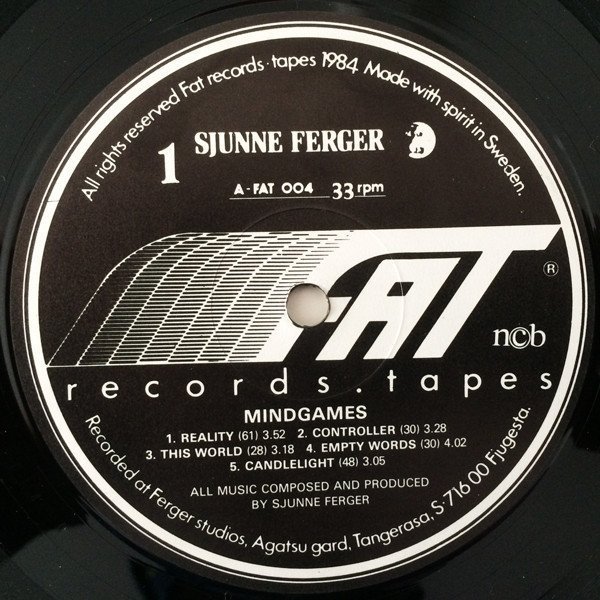 All rights reserved Fat records·tapes 1984. Made with spirit in Sweden.
1 SJUNNE FERGER
A-FAT 004 33 rpm
FAT ®
ncb
records.tapes
MINDGAMES
1. REALITY (61) 3.52 2. CONTROLLER (30) 3.28
3. THIS WORLD (28) 3.18 4. EMPTY WORDS (30) 4.02
5. CANDLELIGHT (48) 3.05
ALL MUSIC COMPOSED AND PRODUCED
BY SJUNNE FERGER
Recorded at Ferger studios, Agatsu gard, Tangerasa, S-716 00 Fjugesta.